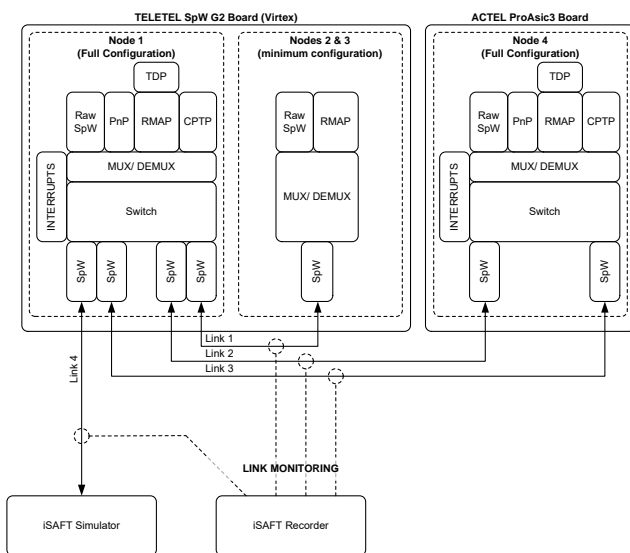 TELETEL SpW G2 Board (Virtex)
ACTEL ProAsic3 Board
Node 1
(Full Configuration)
Nodes 2 & 3
(minimum configuration)
Node 4
(Full Configuration)
TDP
TDP
Raw
SpW
PnP
RMAP
CPTP
Raw
SpW
RMAP
Raw
SpW
PnP
RMAP
CPTP
INTERRUPTS
MUX/ DEMUX
Switch
MUX/ DEMUX
INTERRUPTS
MUX/ DEMUX
Switch
SpW
SpW
SpW
SpW
SpW
SpW
SpW
Link 1
Link 2
Link 3
Link 4
LINK MONITORING
iSAFT Simulator
iSAFT Recorder